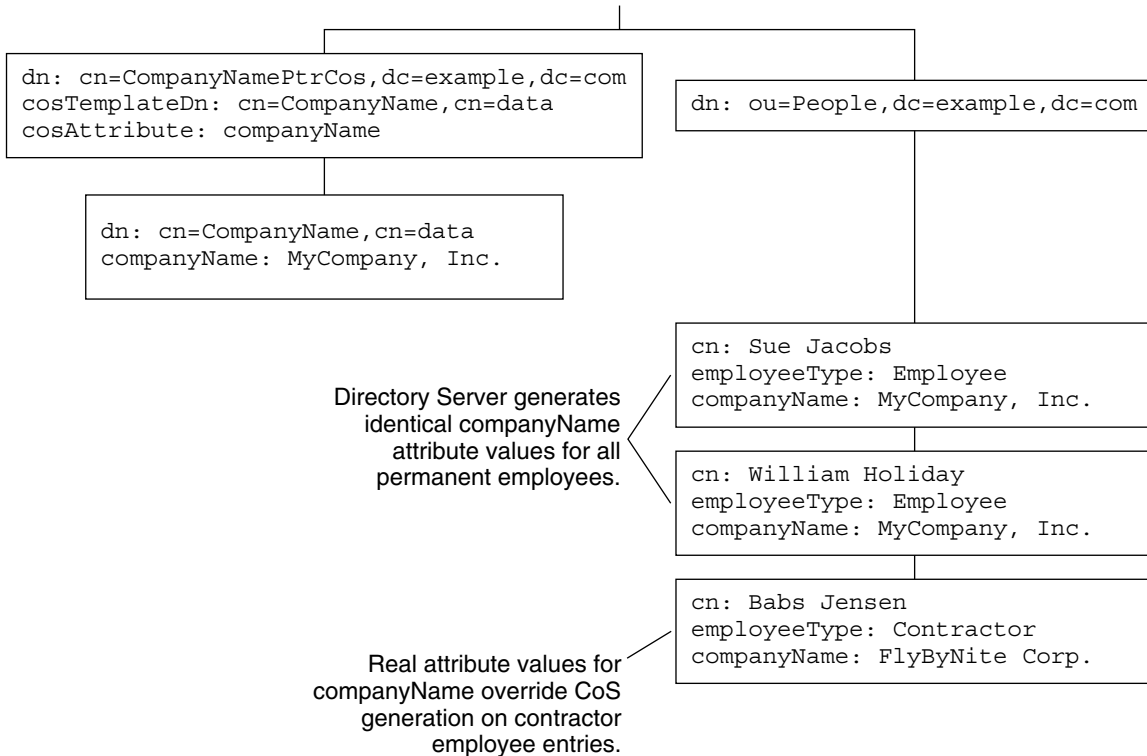 dn: cn=CompanyNamePtrCos,dc=example,dc=com
cosTemplateDn: cn=CompanyName,cn=data
cosAttribute: companyName
dn: ou=People,dc=example,dc=com
dn: cn=CompanyName,cn=data
companyName: MyCompany, Inc.
cn: Sue Jacobs
employeeType: Employee
companyName: MyCompany, Inc.
Directory Server generates
identical companyName
attribute values for all
permanent employees.
cn: William Holiday
employeeType: Employee
companyName: MyCompany, Inc.
cn: Babs Jensen
employeeType: Contractor
companyName: FlyByNite Corp.
Real attribute values for
companyName override CoS
generation on contractor
employee entries.